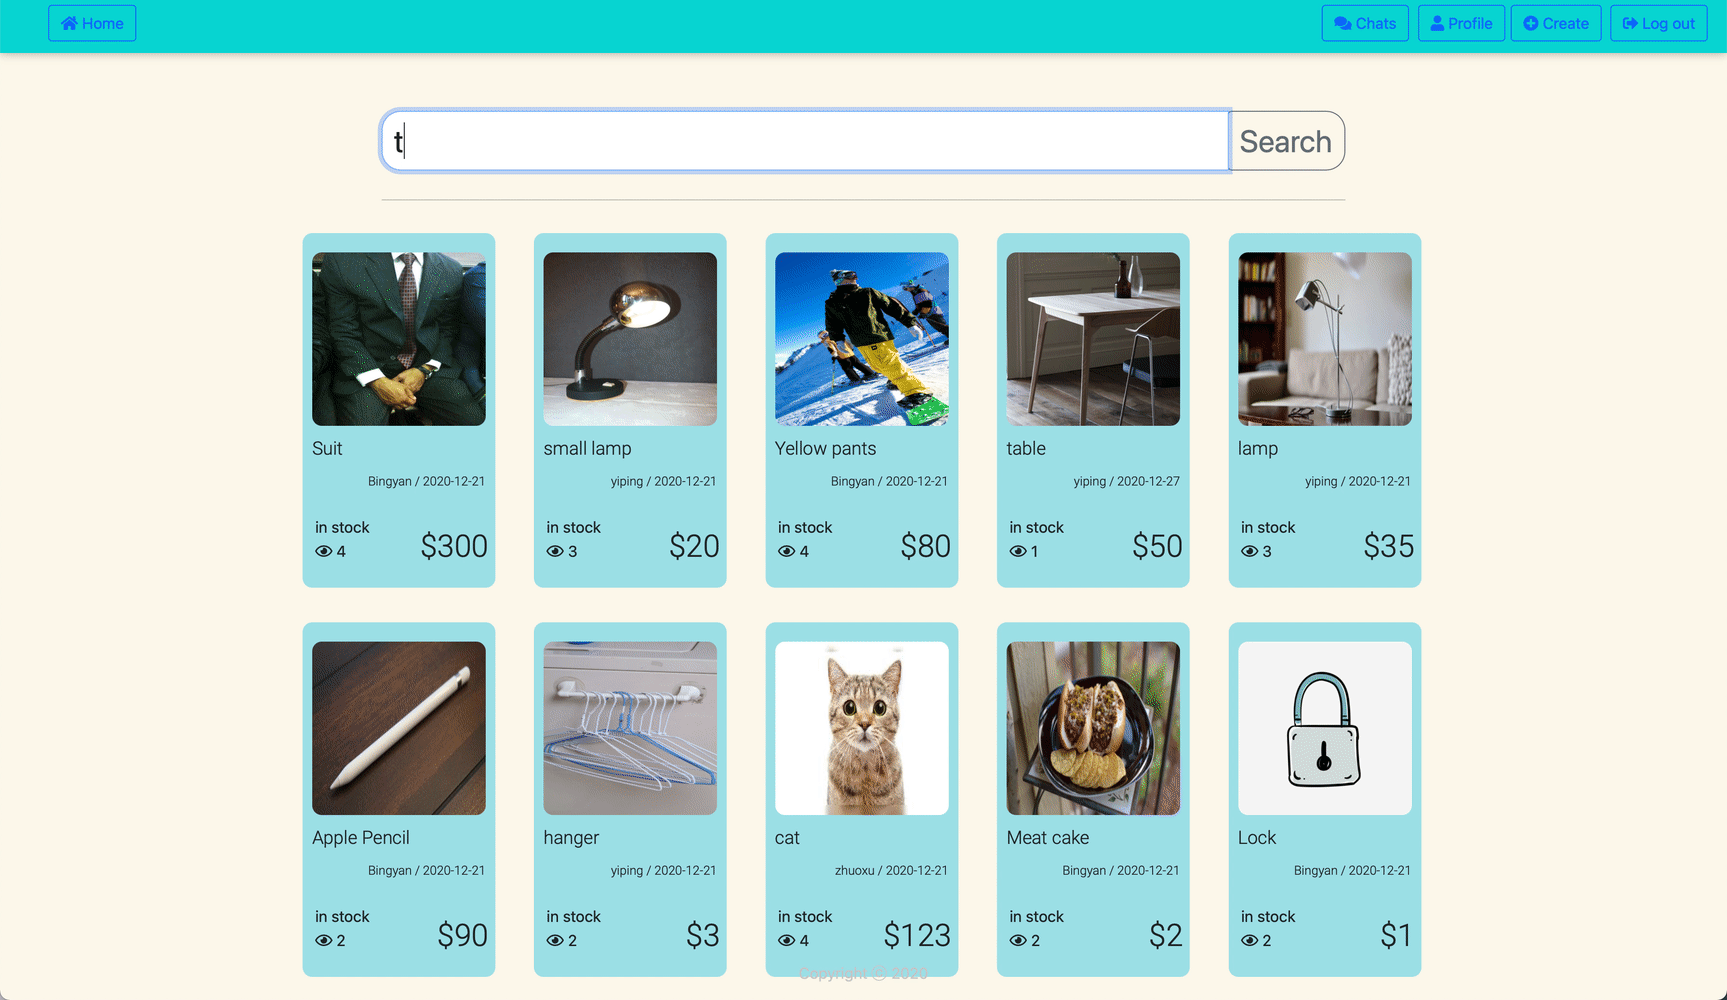 Home Chats Profile Create Log out
t Search
Suit
Bingyan / 2020-12-21
in stock
4 $300
small lamp
yiping / 2020-12-21
in stock
3 $20
Yellow pants
Bingyan / 2020-12-21
in stock
4 $80
table
yiping / 2020-12-27
in stock
1 $50
lamp
yiping / 2020-12-21
in stock
3 $35
Apple Pencil
Bingyan / 2020-12-21
in stock
2 $90
hanger
yiping / 2020-12-21
in stock
2 $3
cat
zhuoxu / 2020-12-21
in stock
4 $123
Meat cake
Bingyan / 2020-12-21
in stock
2 $2
Lock
Bingyan / 2020-12-21
in stock
2 $1
Copyright © 2020